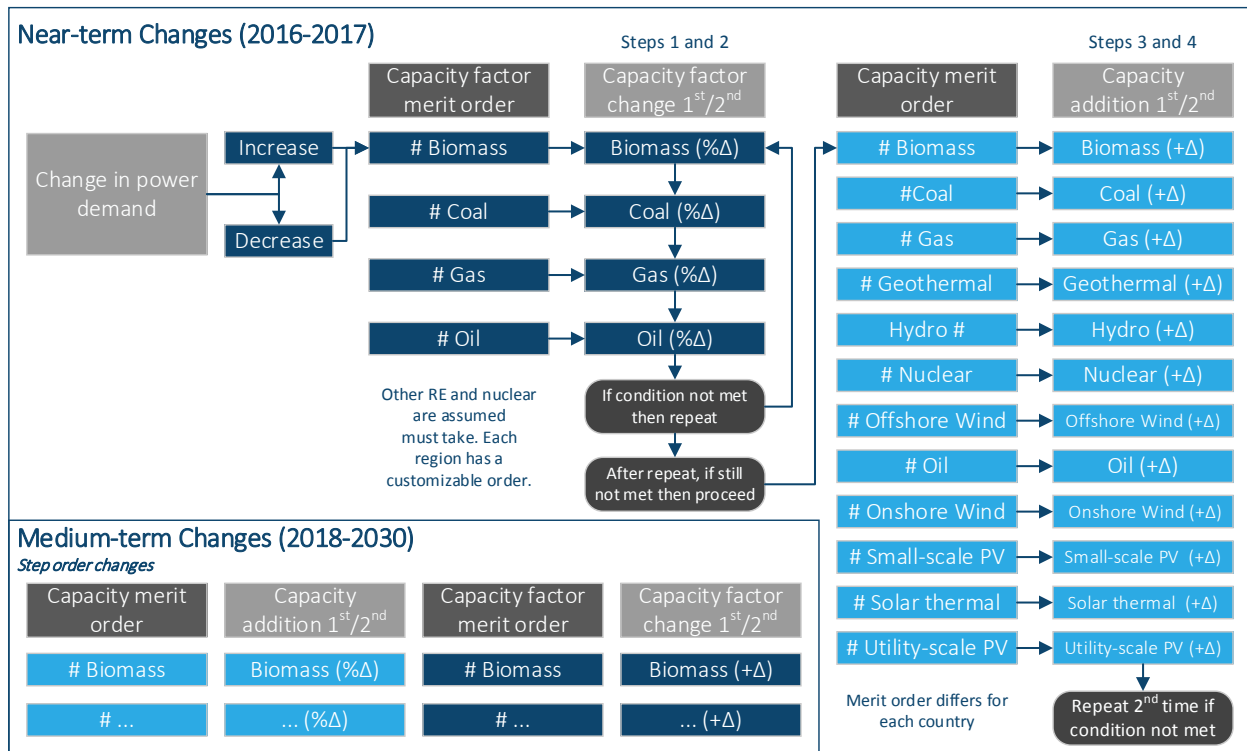 Near-term Changes (2016-2017)
Steps 1 and 2
Steps 3 and 4
Capacity factor
merit order
Capacity factor
change 1st/2nd
Capacity merit
order
Capacity
addition 1st/2nd
Change in power
demand
Increase
Decrease
# Biomass
Biomass (%Δ)
# Coal
Coal (%Δ)
# Gas
Gas (%Δ)
# Oil
Oil (%Δ)
Other RE and nuclear
are assumed
must take. Each
region has a
customizable order.
If condition not met
then repeat
After repeat, if still
not met then proceed
# Biomass
Biomass (+Δ)
#Coal
Coal (+Δ)
# Gas
Gas (+Δ)
# Geothermal
Geothermal (+Δ)
Hydro #
Hydro (+Δ)
# Nuclear
Nuclear (+Δ)
# Offshore Wind
Offshore Wind (+Δ)
# Oil
Oil (+Δ)
# Onshore Wind
Onshore Wind (+Δ)
# Small-scale PV
Small-scale PV (+Δ)
# Solar thermal
Solar thermal (+Δ)
# Utility-scale PV
Utility-scale PV (+Δ)
Merit order differs for
each country
Repeat 2nd time if
condition not met
Medium-term Changes (2018-2030)
Step order changes
Capacity merit
order
Capacity
addition 1st/2nd
Capacity factor
merit order
Capacity factor
change 1st/2nd
# Biomass
Biomass (%Δ)
# Biomass
Biomass (+Δ)
# ...
... (%Δ)
# ...
... (+Δ)